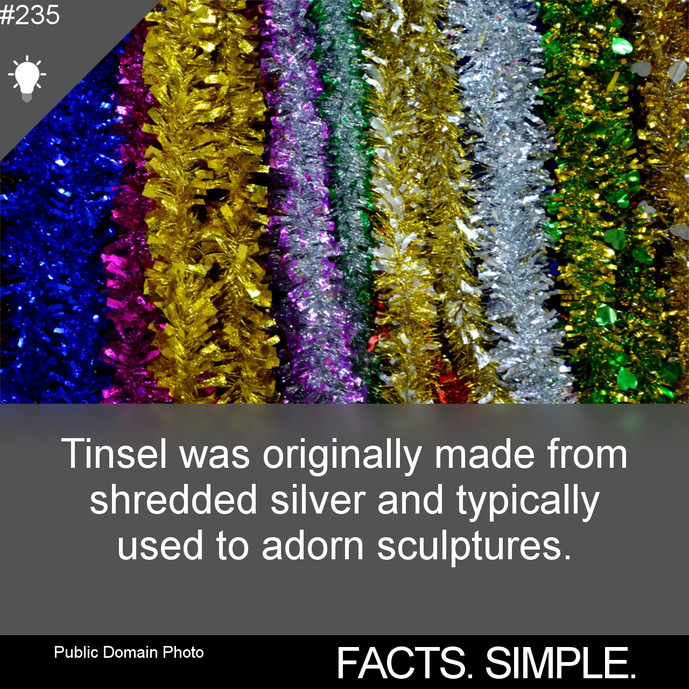 #235
Tinsel was originally made from
shredded silver and typically
used to adorn sculptures.
Public Domain Photo
FACTS. SIMPLE.